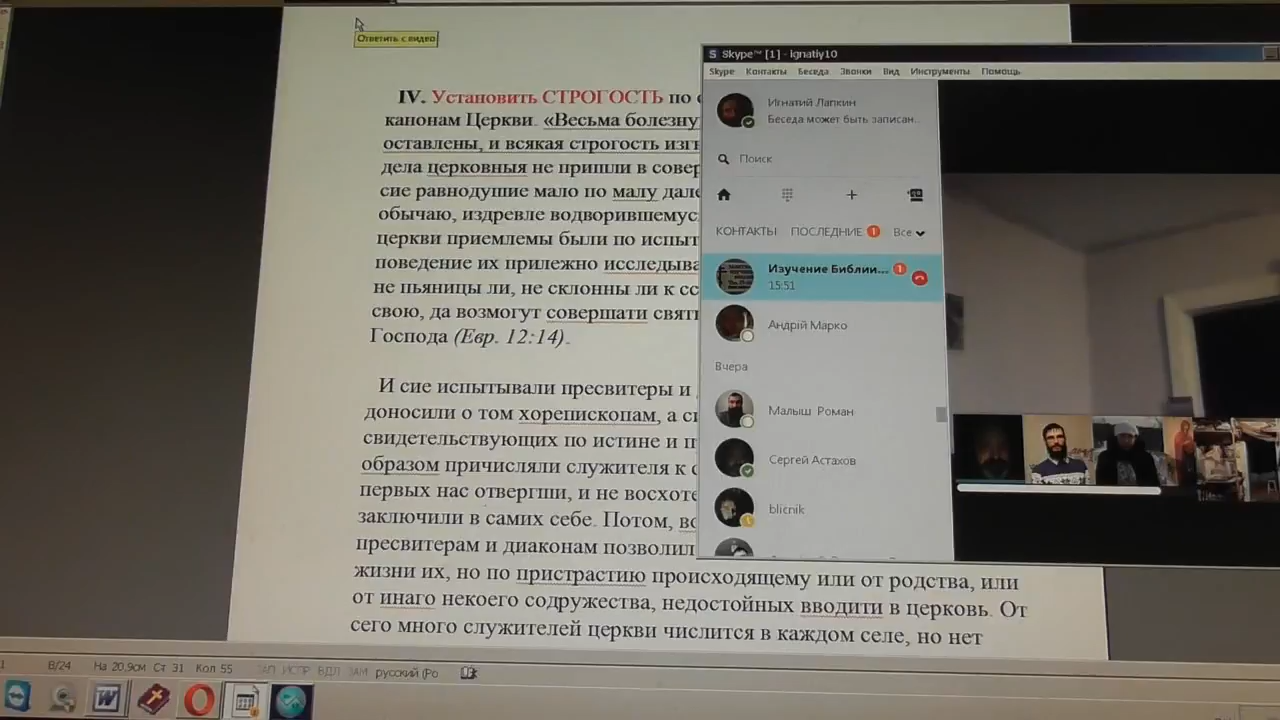 Ответить с видео
IV. Установить СТРОГОСТЬ по
канонам Церкви. «Весьма болезну
оставлены, и всякая строгость изг
дела церковныя не пришли в совер
сие равнодушие мало по малу дале
обычаю, издревле водворившемус
церкви приемлемы были по испыт
поведение их прилежно исследыва
не пьяницы ли, не склонны ли к сс
свою, да возмогут совершати свят
Господа (Евр. 12:14).
И сие испытывали пресвитеры и
доносили о том хорепископам, а с
свидетельствующих по истине и п
образом причисляли служителя к
первых нас отвергши, и не восхоте
заключили в самих себе. Потом, во
пресвитерам и диаконам позволил
жизни их, но по пристрастию происходящему или от родства, или
от инаго некоего содружества, недостойных вводити в церковь. От
сего много служителей церкви числится в каждом селе, но нет
Skype™ [1] - ignatiy10
Skype Контакты Беседа Звонки Вид Инструменты Помощь
Игнатий Лапкин
Беседа может быть записан...
Поиск
КОНТАКТЫ ПОСЛЕДНИЕ 1 Все
Изучение Библии... 1
15:51
Андрій Марко
Вчера
Малыш Роман
Сергей Астахов
blicnik
1 8/24 На 20,9см Ст 31 Кол 55 ЗАП ИСПР ВДЛ ЗАМ русский (Ро